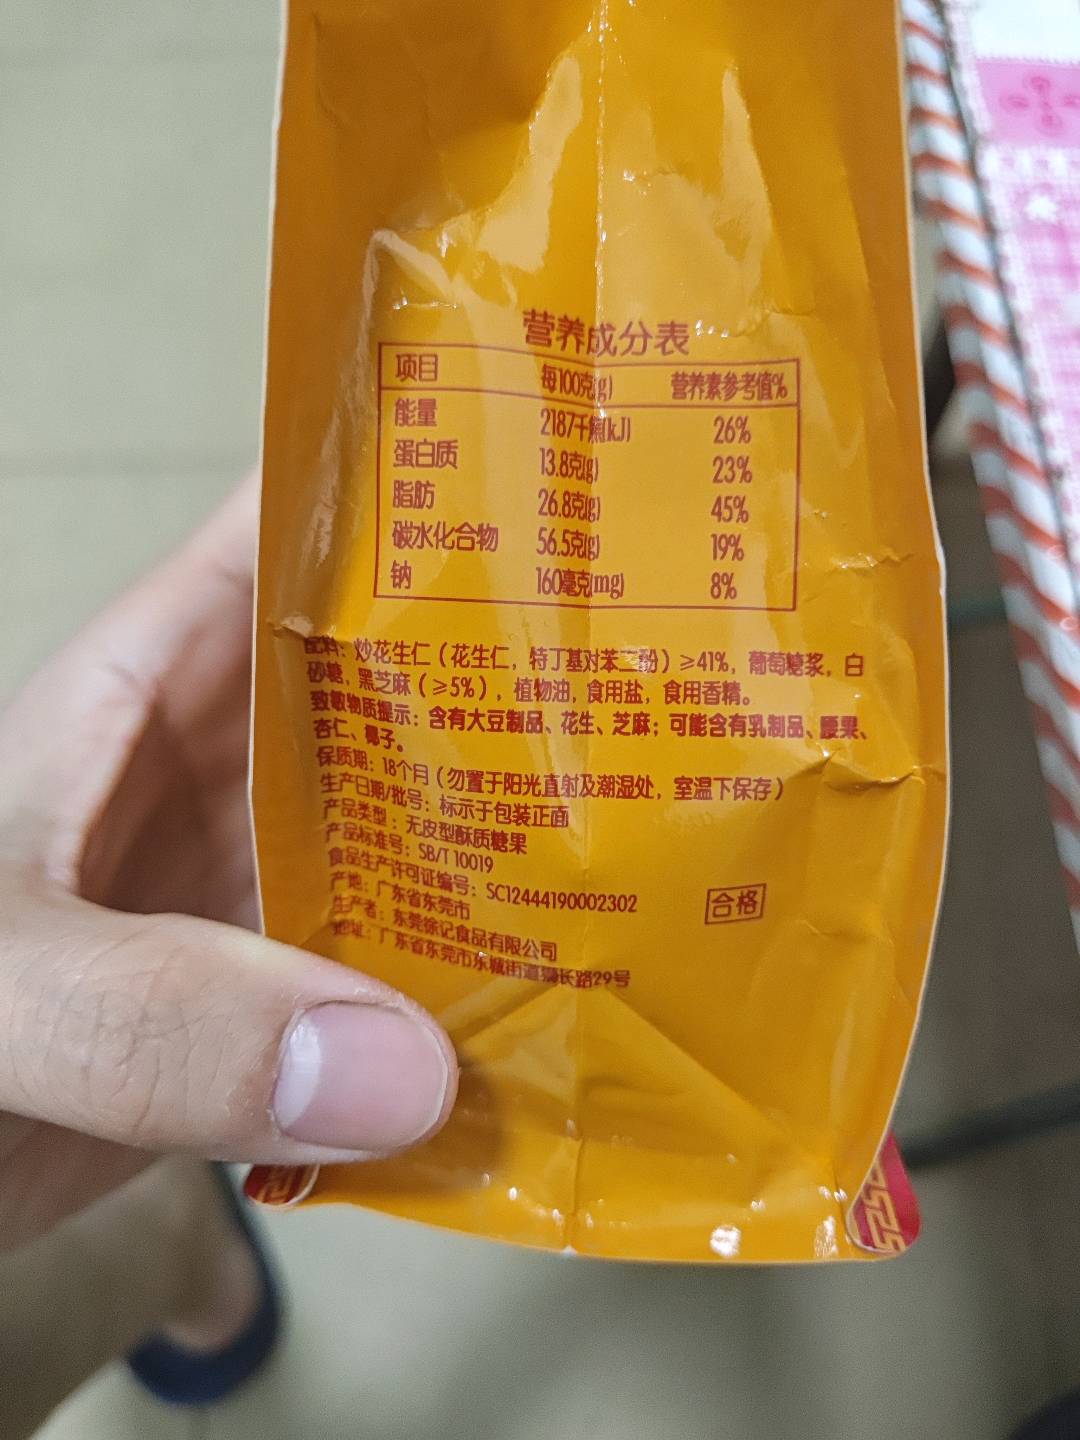 营养成分表
项目 每100克(g) 营养素参考值%
能量 2187千焦(kJ) 26%
蛋白质 13.8克(g) 23%
脂肪 26.8克(g) 45%
碳水化合物 56.5克(g) 19%
钠 160毫克(mg) 8%
配料：炒花生仁（花生仁，特丁基对苯二酚）≥41%，葡萄糖浆，白
砂糖，黑芝麻（≥5%），植物油，食用盐，食用香精。
致敏物质提示：含有大豆制品、花生、芝麻；可能含有乳制品、腰果、
杏仁、椰子。
保质期：18个月（勿置于阳光直射及潮湿处，室温下保存）
生产日期/批号：标示于包装正面
产品类型：无皮型酥质糖果
产品标准号：SB/T 10019
食品生产许可证编号：SC12444190002302
合格
产地：广东省东莞市
生产者：东莞徐记食品有限公司
地址：广东省东莞市东城街道狮长路29号